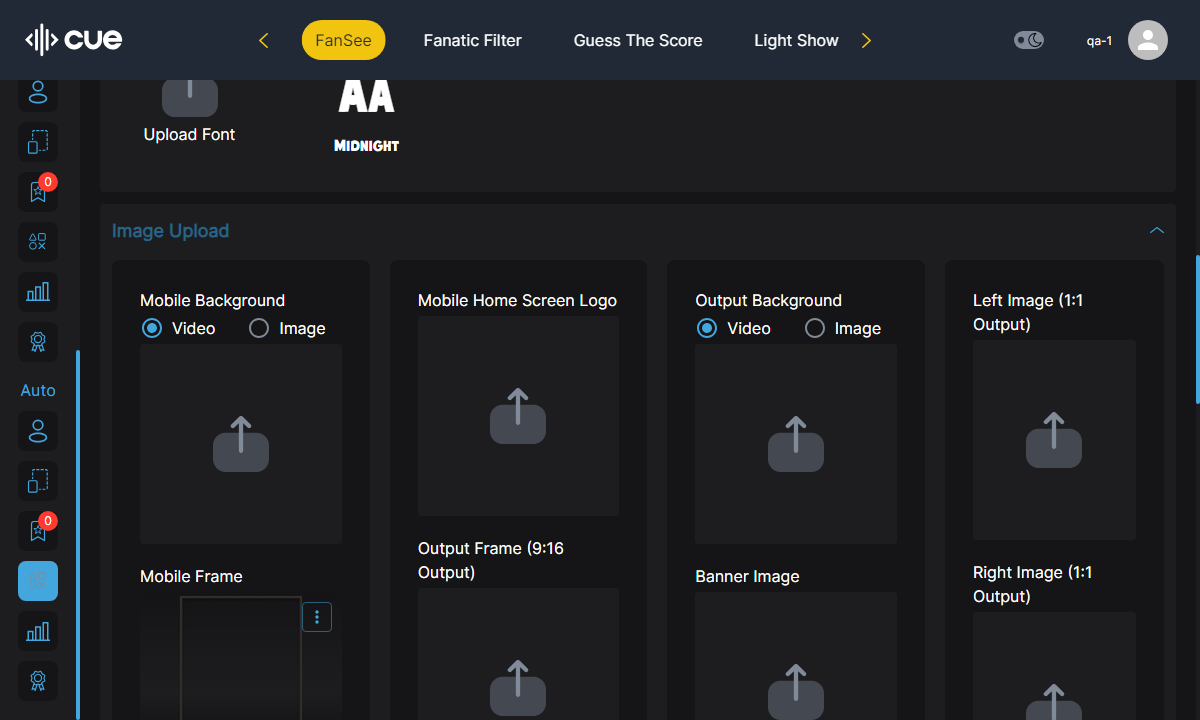 cue
FanSee
Fanatic Filter
Guess The Score
Light Show
qa-1
Upload Font
AA
MIDNIGHT
0
Image Upload
Mobile Background
Video
Image
Mobile Home Screen Logo
Output Background
Video
Image
Left Image (1:1
Output)
Auto
0
Mobile Frame
Output Frame (9:16
Output)
Banner Image
Right Image (1:1
Output)